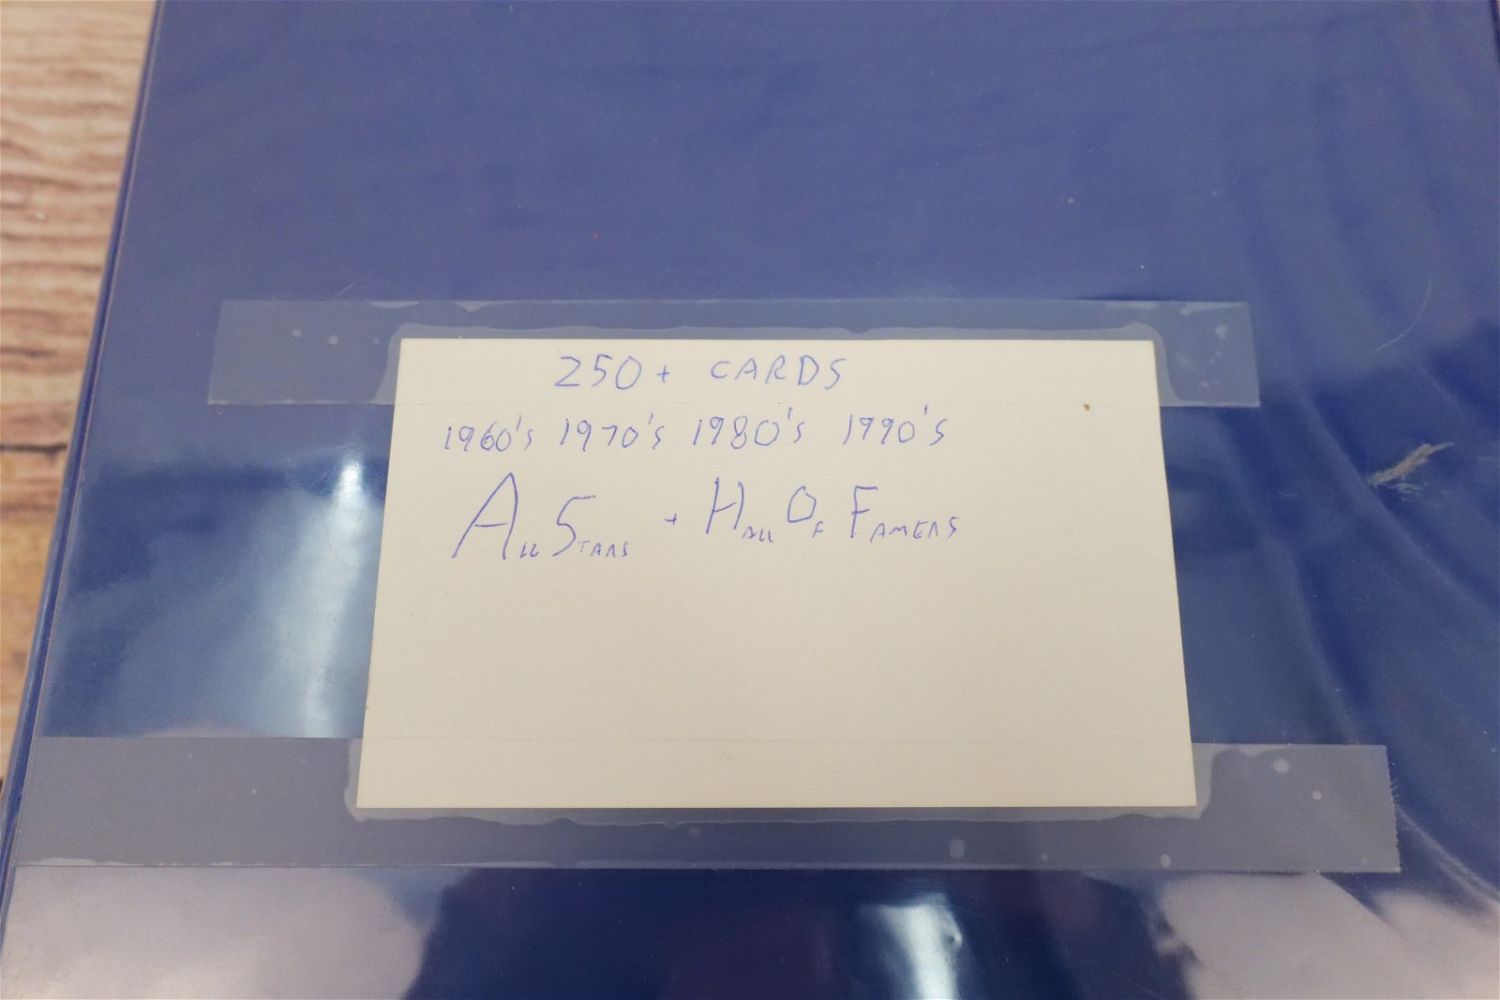 250+ CARDS
1960's 1970's 1980's 1990's
ALL STARS + HALL OF FAMERS